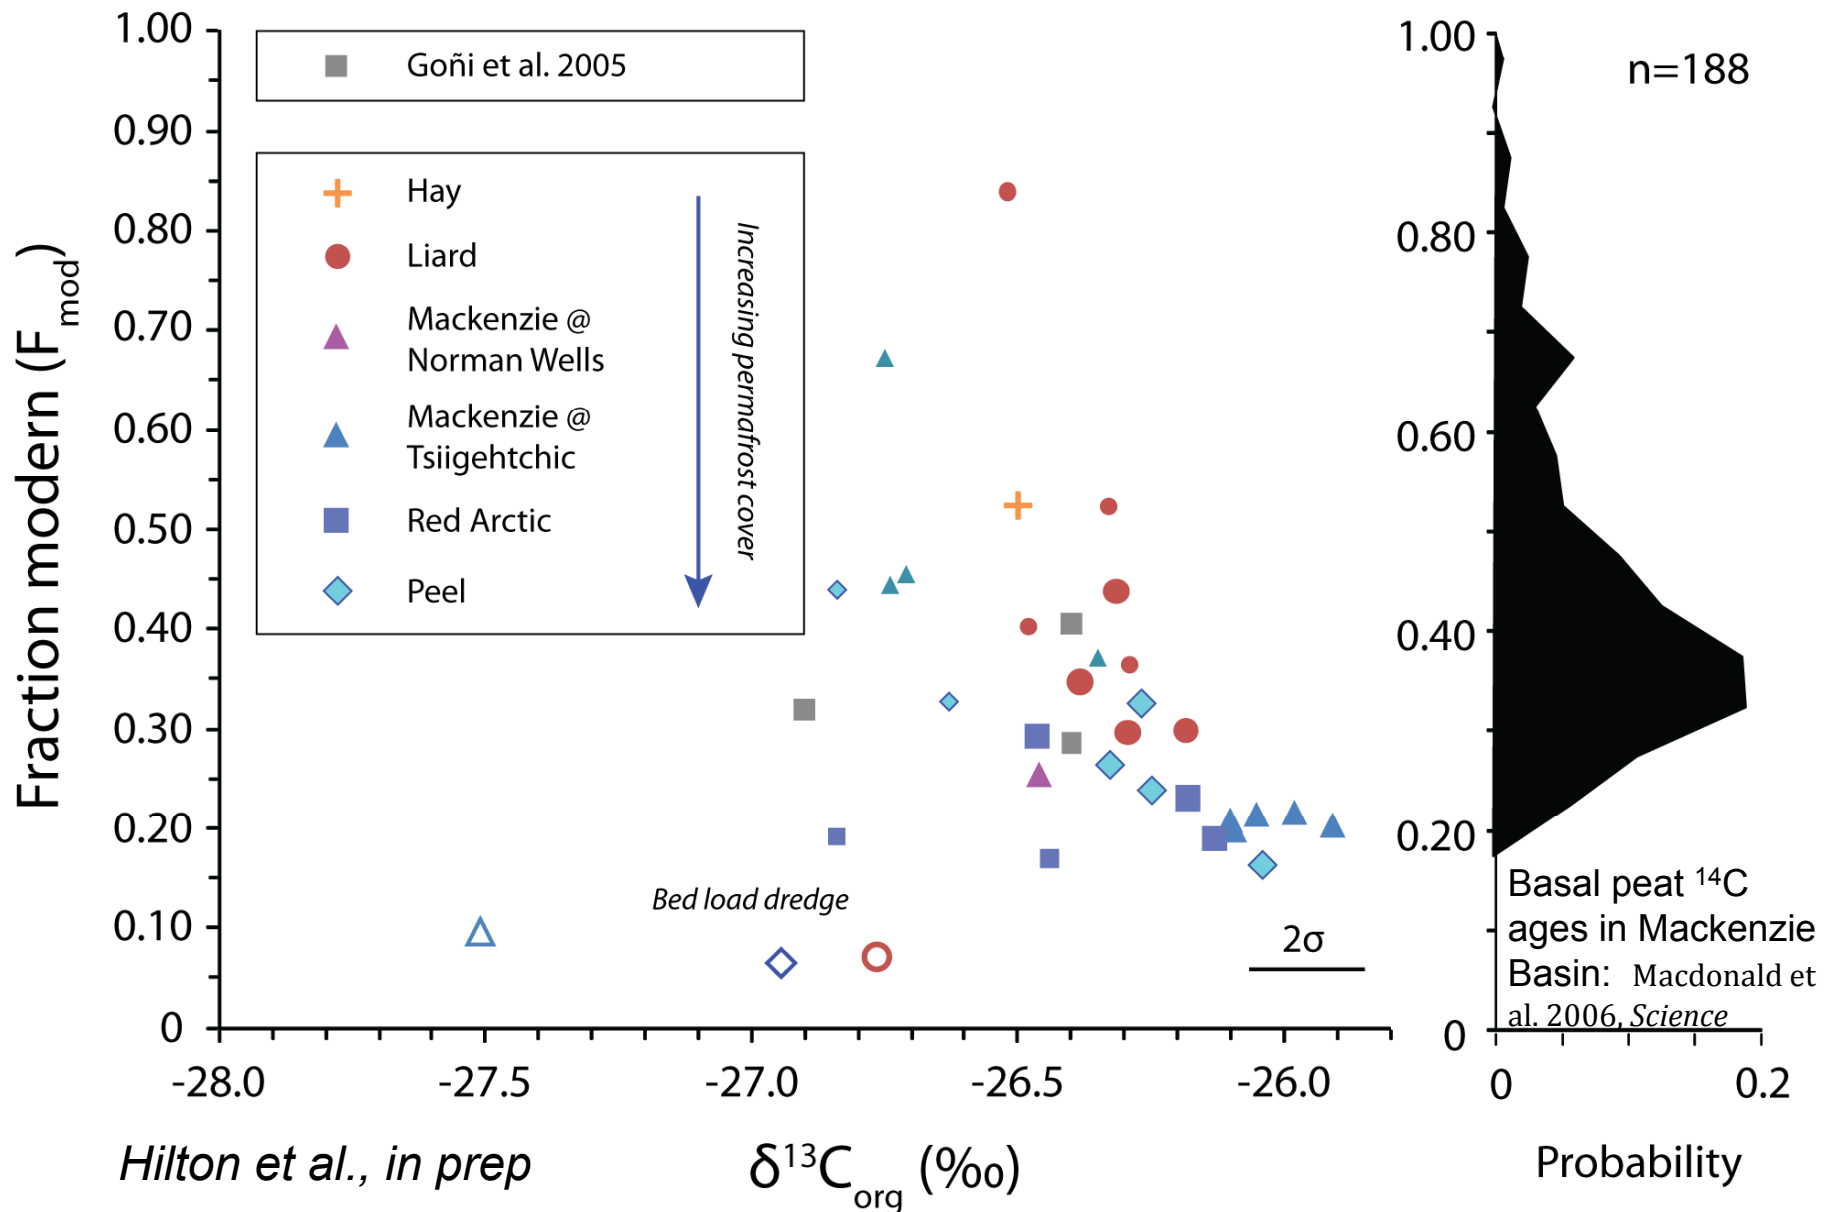 1.00
0.90
0.80
0.70
0.60
0.50
0.40
0.30
0.20
0.10
0
Fraction modern (Fmod)
Goñi et al. 2005
Hay
Liard
Mackenzie @
Norman Wells
Mackenzie @
Tsiigehtchic
Red Arctic
Peel
Increasing permafrost cover
Bed load dredge
2σ
-28.0
-27.5
-27.0
-26.5
-26.0
δ¹³Corg (‰)
Hilton et al., in prep
1.00
0.80
0.60
0.40
0.20
0
n=188
Basal peat ¹⁴C
ages in Mackenzie
Basin: Macdonald et
al. 2006, Science
0
0.2
Probability